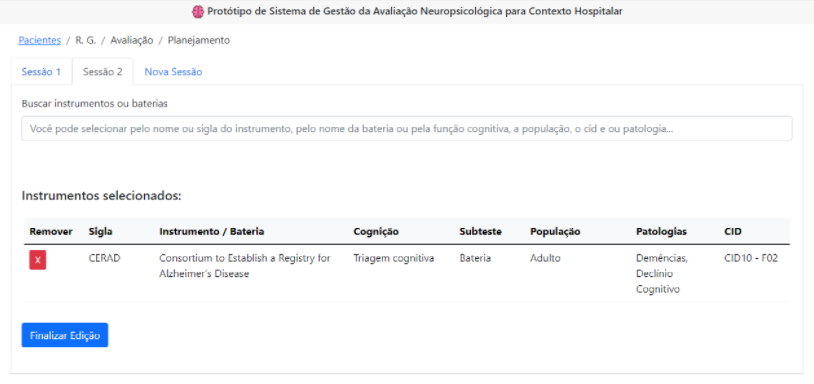 Protótipo de Sistema de Gestão da Avaliação Neuropsicológica para Contexto Hospitalar
Pacientes / R. G. / Avaliação / Planejamento
Sessão 1 Sessão 2 Nova Sessão
Buscar instrumentos ou baterias
Você pode selecionar pelo nome ou sigla do instrumento, pelo nome da bateria ou pela função cognitiva, a população, o cid e ou patologia...
Instrumentos selecionados:
Remover Sigla Instrumento / Bateria Cognição Subteste População Patologias CID
X CERAD Consortium to Establish a Registry for Triagem cognitiva Bateria Adulto Demências, CID10 - F02
Alzheimer's Disease Declínio
Cognitivo
Finalizar Edição